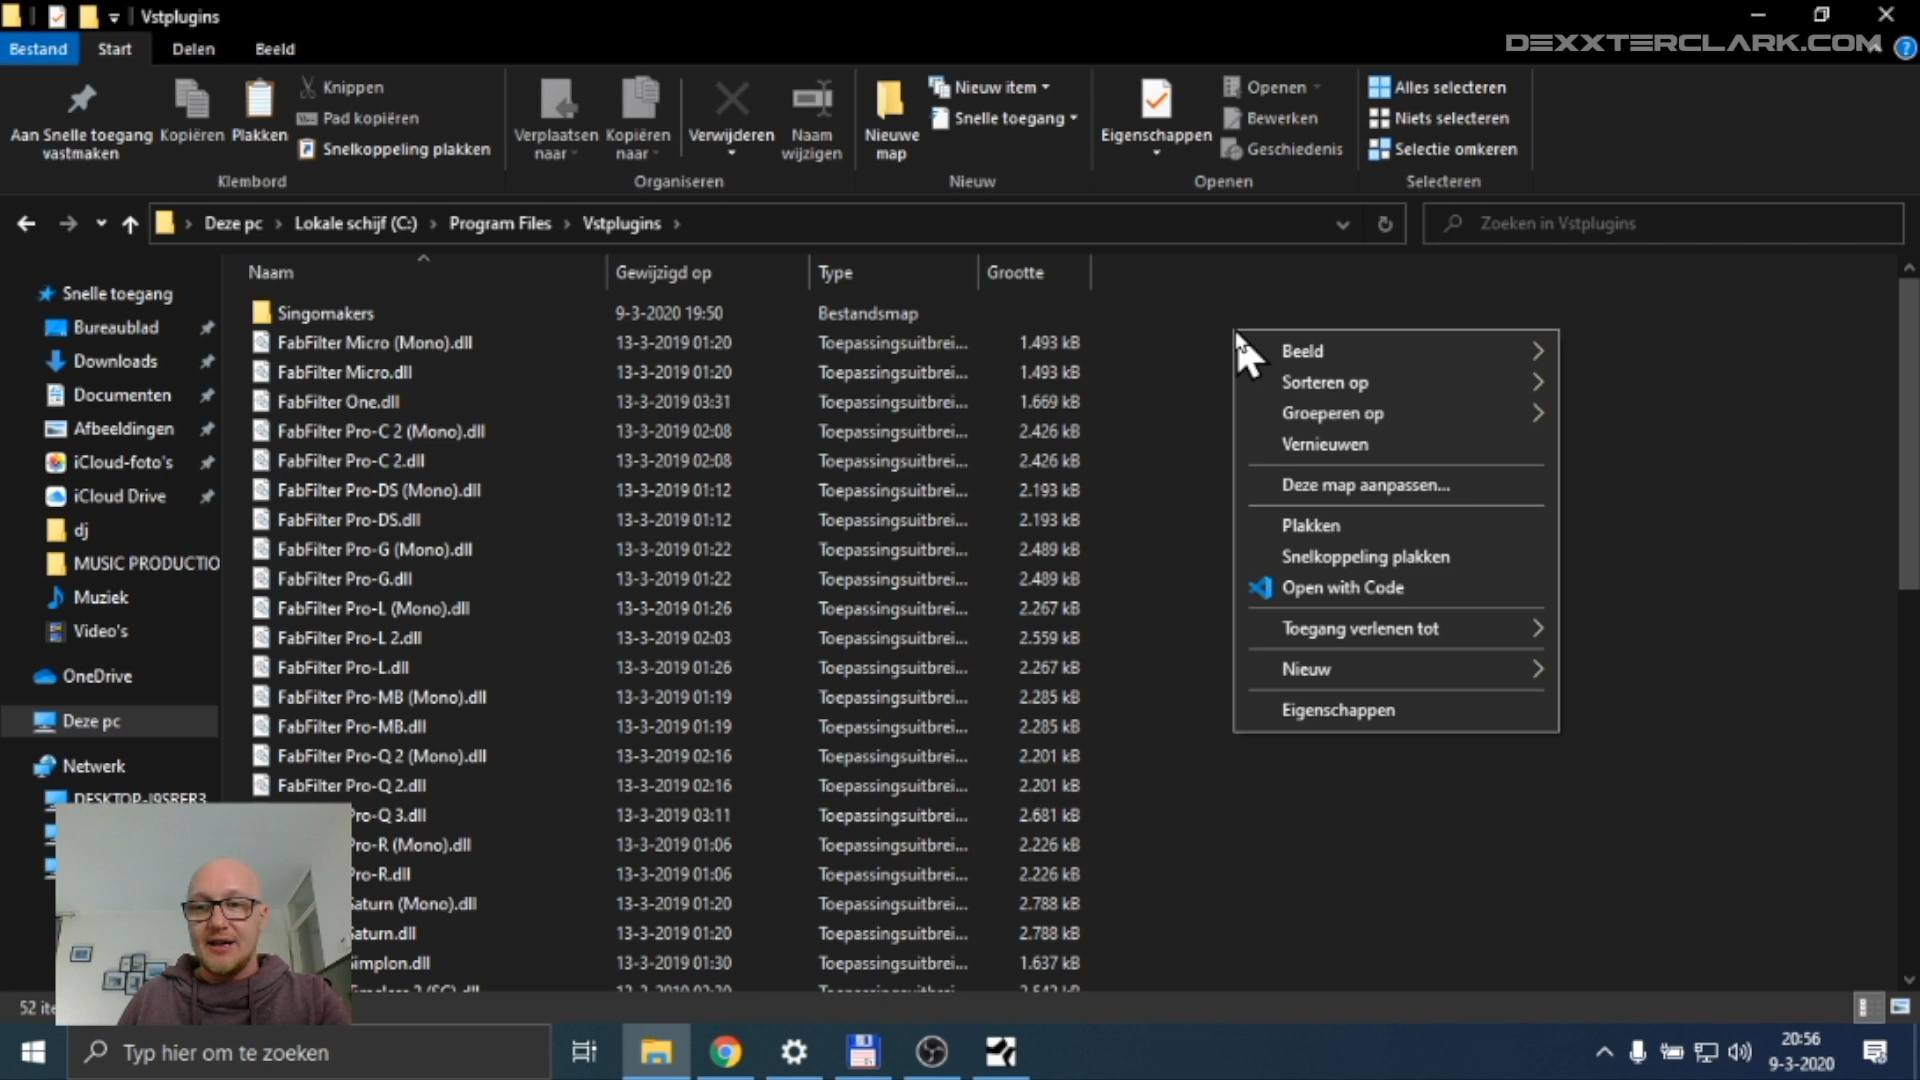 Vstplugins
DEXXTERCLARK.COM
Bestand
Start
Delen
Beeld
Aan Snelle toegang
vastmaken
Kopiëren
Plakken
Knippen
Pad kopiëren
Snelkoppeling plakken
Klembord
Verplaatsen
naar
Kopiëren
naar
Verwijderen
Naam
wijzigen
Organiseren
Nieuwe
map
Nieuw item
Snelle toegang
Nieuw
Eigenschappen
Openen
Bewerken
Geschiedenis
Openen
Alles selecteren
Niets selecteren
Selectie omkeren
Selecteren
Deze pc > Lokale schijf (C:) > Program Files > Vstplugins >
Zoeken in Vstplugins
Snelle toegang
Bureaublad
Downloads
Documenten
Afbeeldingen
iCloud-foto's
iCloud Drive
dj
MUSIC PRODUCTIO
Muziek
Video's
OneDrive
Deze pc
Netwerk
Naam Gewijzigd op Type Grootte
Singomakers 9-3-2020 19:50 Bestandsmap
FabFilter Micro (Mono).dll 13-3-2019 01:20 Toepassingsuitbrei... 1.493 kB
FabFilter Micro.dll 13-3-2019 01:20 Toepassingsuitbrei... 1.493 kB
FabFilter One.dll 13-3-2019 03:31 Toepassingsuitbrei... 1.669 kB
FabFilter Pro-C 2 (Mono).dll 13-3-2019 02:08 Toepassingsuitbrei... 2.426 kB
FabFilter Pro-C 2.dll 13-3-2019 02:08 Toepassingsuitbrei... 2.426 kB
FabFilter Pro-DS (Mono).dll 13-3-2019 01:12 Toepassingsuitbrei... 2.193 kB
FabFilter Pro-DS.dll 13-3-2019 01:12 Toepassingsuitbrei... 2.193 kB
FabFilter Pro-G (Mono).dll 13-3-2019 01:22 Toepassingsuitbrei... 2.489 kB
FabFilter Pro-G.dll 13-3-2019 01:22 Toepassingsuitbrei... 2.489 kB
FabFilter Pro-L (Mono).dll 13-3-2019 01:26 Toepassingsuitbrei... 2.267 kB
FabFilter Pro-L 2.dll 13-3-2019 02:03 Toepassingsuitbrei... 2.559 kB
FabFilter Pro-L.dll 13-3-2019 01:26 Toepassingsuitbrei... 2.267 kB
FabFilter Pro-MB (Mono).dll 13-3-2019 01:19 Toepassingsuitbrei... 2.285 kB
FabFilter Pro-MB.dll 13-3-2019 01:19 Toepassingsuitbrei... 2.285 kB
FabFilter Pro-Q 2 (Mono).dll 13-3-2019 02:16 Toepassingsuitbrei... 2.201 kB
FabFilter Pro-Q 2.dll 13-3-2019 02:16 Toepassingsuitbrei... 2.201 kB
Pro-Q 3.dll 13-3-2019 03:11 Toepassingsuitbrei... 2.681 kB
Pro-R (Mono).dll 13-3-2019 01:06 Toepassingsuitbrei... 2.226 kB
Pro-R.dll 13-3-2019 01:06 Toepassingsuitbrei... 2.226 kB
Saturn (Mono).dll 13-3-2019 01:20 Toepassingsuitbrei... 2.788 kB
Saturn.dll 13-3-2019 01:20 Toepassingsuitbrei... 2.788 kB
Simplon.dll 13-3-2019 01:30 Toepassingsuitbrei... 1.637 kB
Beeld
Sorteren op
Groeperen op
Vernieuwen
Deze map aanpassen...
Plakken
Snelkoppeling plakken
Open with Code
Toegang verlenen tot
Nieuw
Eigenschappen
52 ite
Typ hier om te zoeken
20:56
9-3-2020